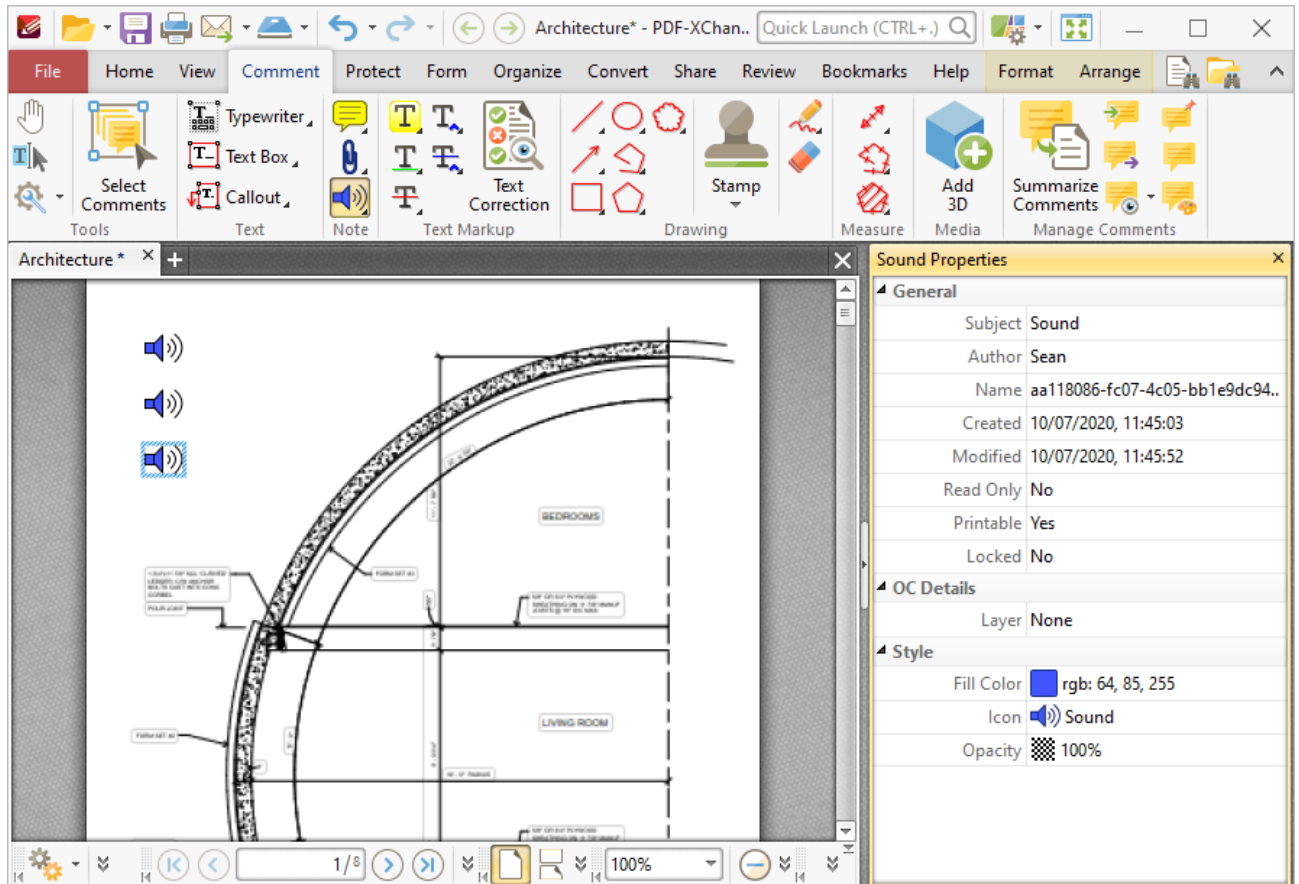 Architecture* - PDF-XChan..
Quick Launch (CTRL+.)
File Home View Comment Protect Form Organize Convert Share Review Bookmarks Help Format Arrange
Typewriter
Text Box
Callout
Select
Comments
Text
Correction
Stamp
Add
3D
Summarize
Comments
Tools Text Note Text Markup Drawing Measure Media Manage Comments
Architecture *
Sound Properties
General
Subject Sound
Author Sean
Name aa118086-fc07-4c05-bb1e9dc94..
Created 10/07/2020, 11:45:03
Modified 10/07/2020, 11:45:52
Read Only No
Printable Yes
Locked No
OC Details
Layer None
Style
Fill Color rgb: 64, 85, 255
Icon Sound
Opacity 100%
BEDROOMS
FORM SET #3
POUR JOINT
LIVING ROOM
1/8
100%